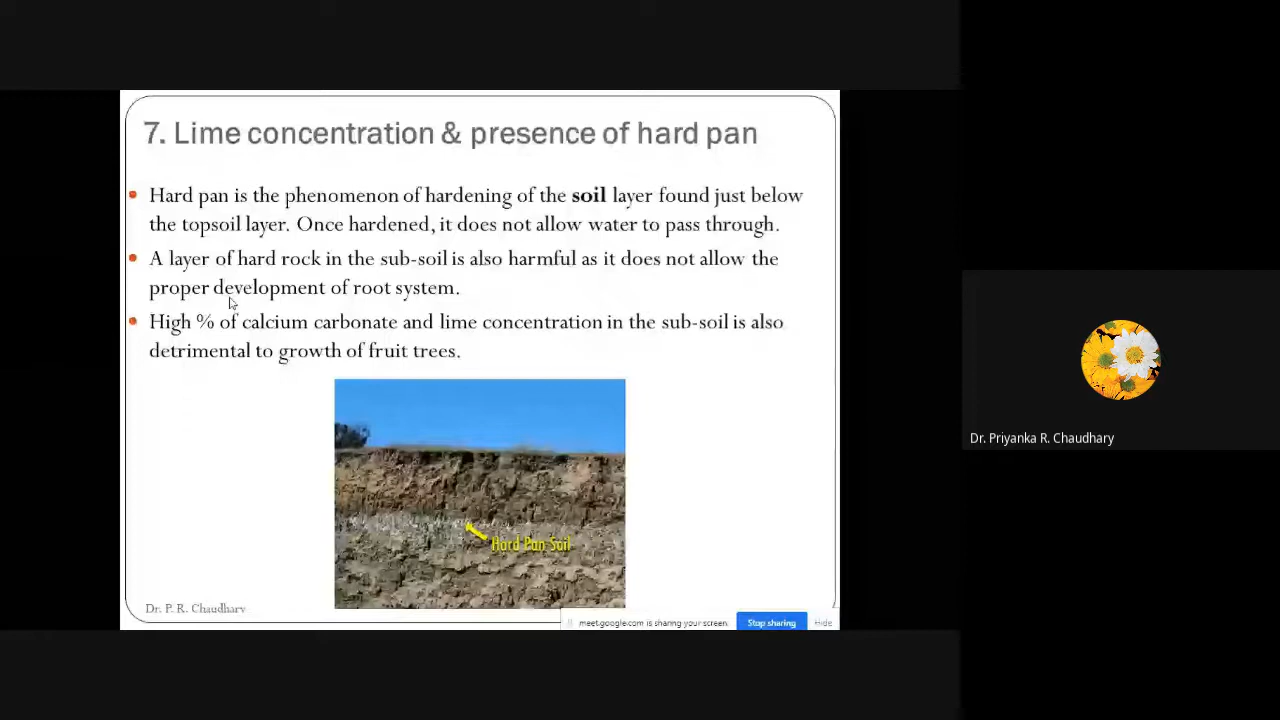 7. Lime concentration & presence of hard pan
Hard pan is the phenomenon of hardening of the soil layer found just below
the topsoil layer. Once hardened, it does not allow water to pass through.
A layer of hard rock in the sub-soil is also harmful as it does not allow the
proper development of root system.
High % of calcium carbonate and lime concentration in the sub-soil is also
detrimental to growth of fruit trees.
Hard Pan Soil
Dr. P. R. Chaudhary
meet.google.com is sharing your screen.
Stop sharing
Hide
Dr. Priyanka R. Chaudhary